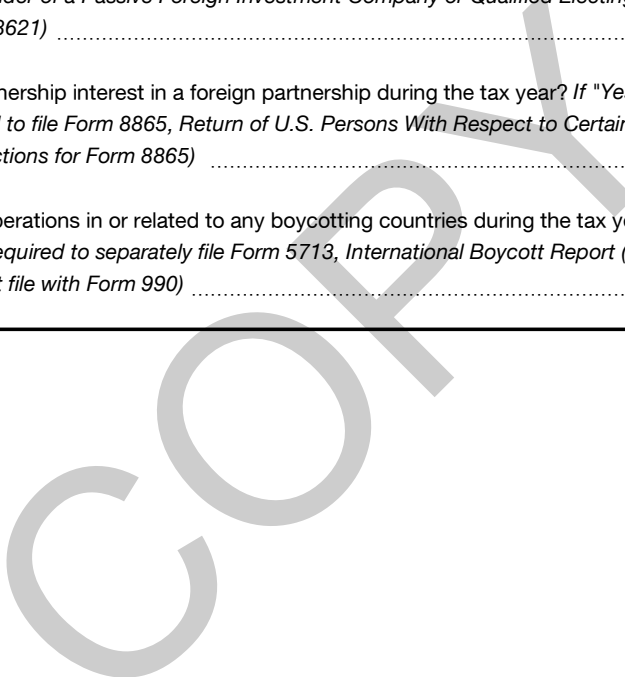 der of a Passive Foreign Investment Company or Qualified Electing
8621)
nership interest in a foreign partnership during the tax year? If "Yes
to file Form 8865, Return of U.S. Persons With Respect to Certain
ctions for Form 8865)
perations in or related to any boycotting countries during the tax ye
equired to separately file Form 5713, International Boycott Report (
t file with Form 990)
COPY